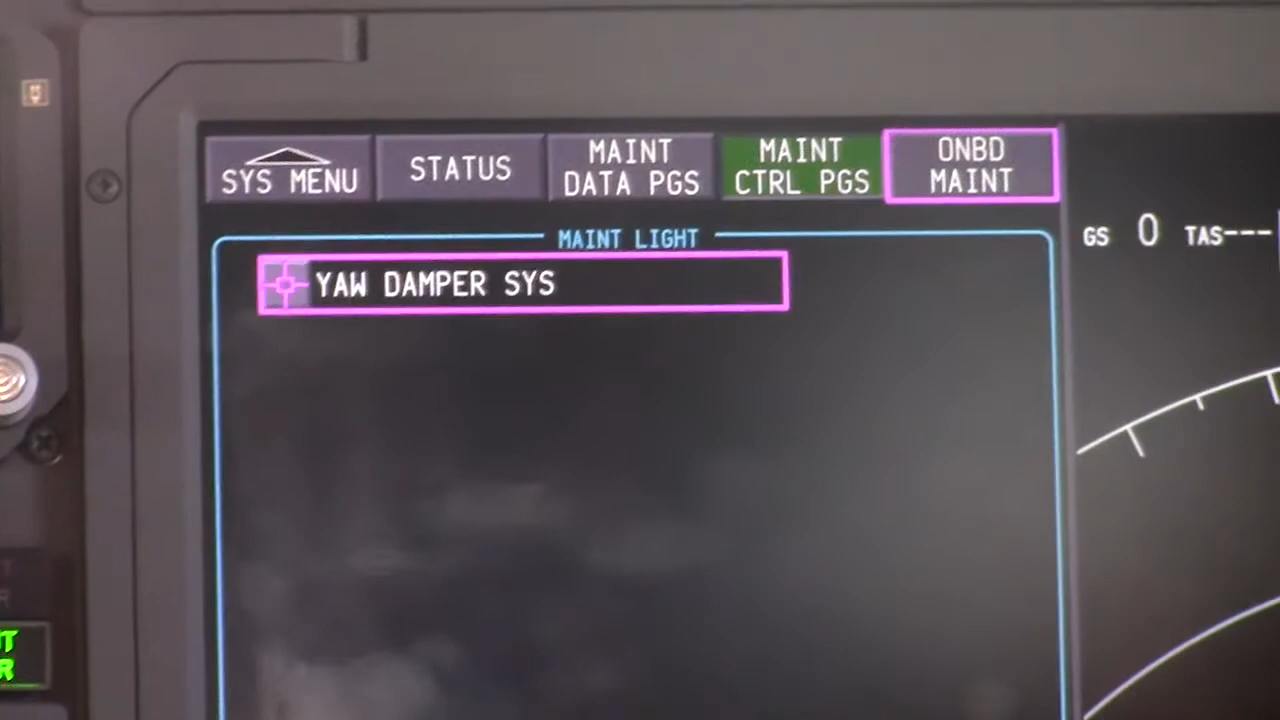 SYS MENU
STATUS
MAINT
DATA PGS
MAINT
CTRL PGS
ONBD
MAINT
MAINT LIGHT
GS 0 TAS---
YAW DAMPER SYS